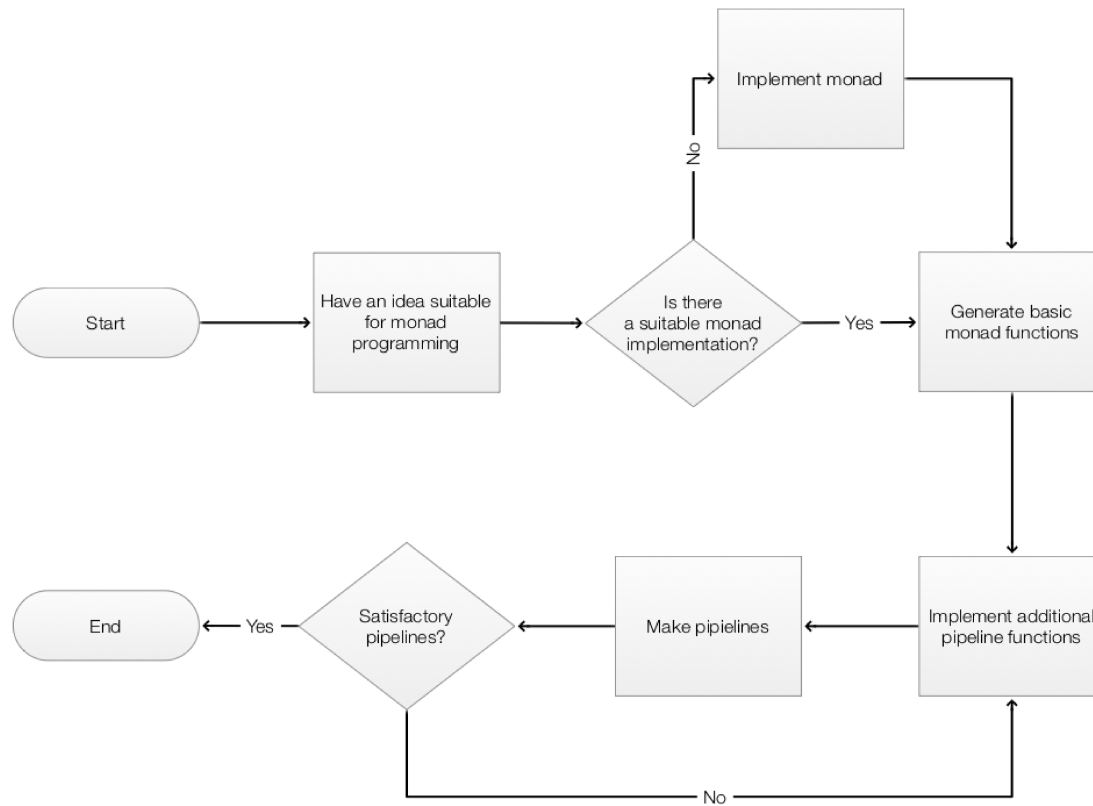 Implement monad
No
Start
Have an idea suitable
for monad
programming
Is there
a suitable monad
implementation?
Yes
Generate basic
monad functions
End
Yes
Satisfactory
pipelines?
Make pipielines
Implement additional
pipeline functions
No